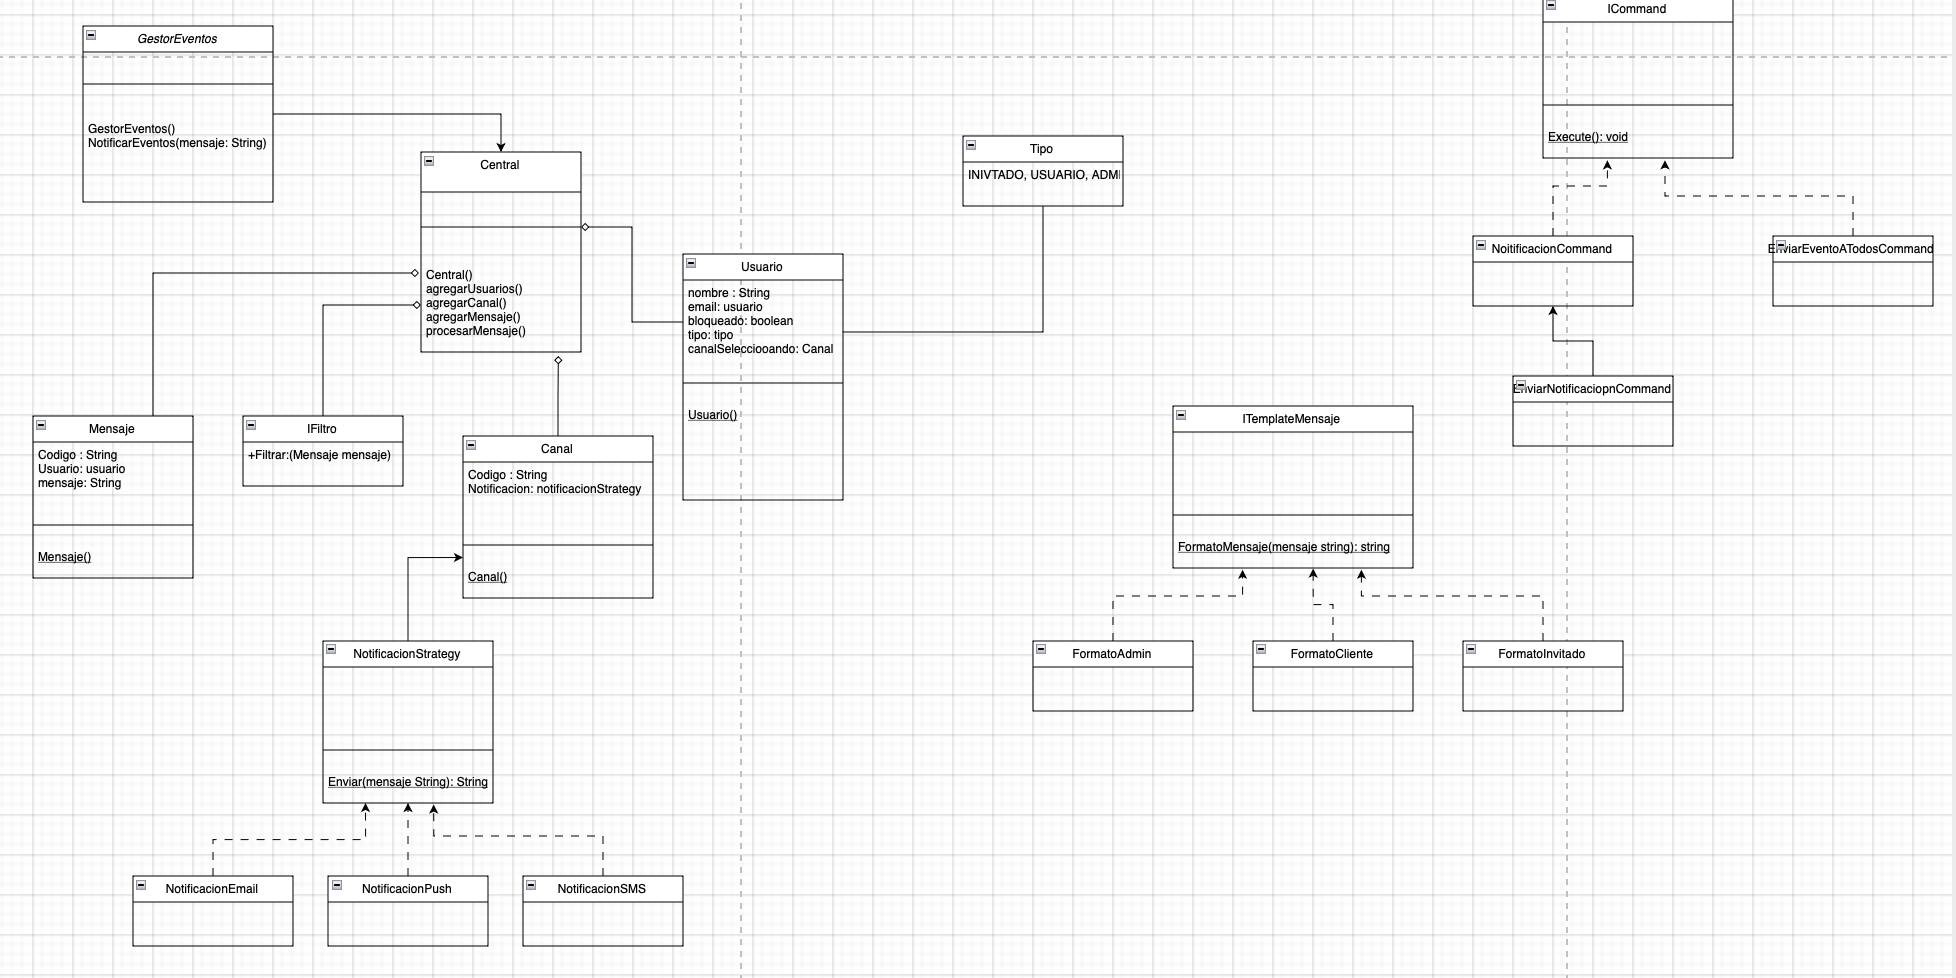 GestorEventos
GestorEventos()
NotificarEventos(mensaje: String)
Central
Central()
agregarUsuarios()
agregarCanal()
agregarMensaje()
procesarMensaje()
Tipo
INIVTADO, USUARIO, ADMI
Usuario
nombre : String
email: usuario
bloqueado: boolean
tipo: tipo
canalSelecciooando: Canal
Usuario()
Mensaje
Codigo : String
Usuario: usuario
mensaje: String
Mensaje()
IFiltro
+Filtrar:(Mensaje mensaje)
Canal
Codigo : String
Notificacion: notificacionStrategy
Canal()
NotificacionStrategy
Enviar(mensaje String): String
NotificacionEmail
NotificacionPush
NotificacionSMS
ICommand
Execute(): void
NoitificacionCommand
EnviarEventoATodosCommand
EnviarNotificaciopnCommand
ITemplateMensaje
FormatoMensaje(mensaje string): string
FormatoAdmin
FormatoCliente
FormatoInvitado